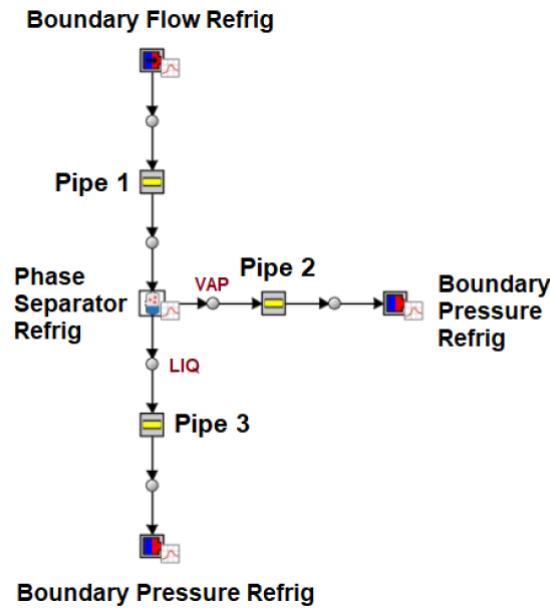 Boundary Flow Refrig
Pipe 1
Phase
Separator
Refrig
VAP
Pipe 2
Boundary
Pressure
Refrig
LIQ
Pipe 3
Boundary Pressure Refrig